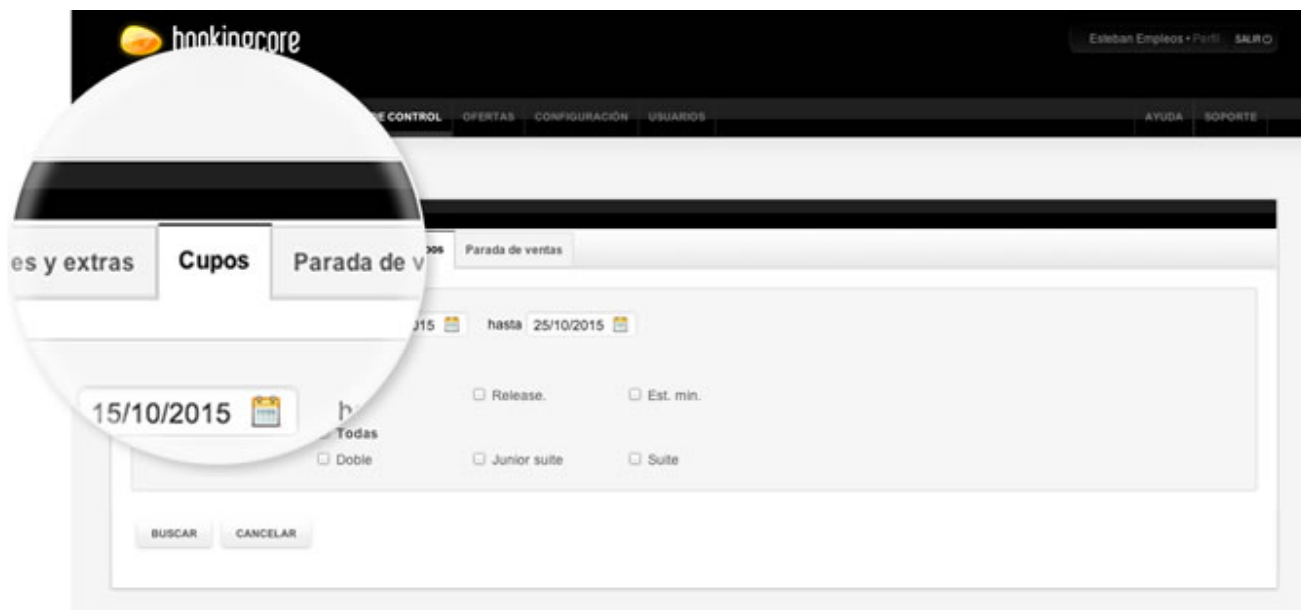 bookingcore
Esteban Empleos • Perfil SALIR
DE CONTROL OFERTAS CONFIGURACIÓN USUARIOS AYUDA SOPORTE
es y extras Cupos Parada de v
Parada de ventas
hasta 25/10/2015
15/10/2015
Release. Est. min.
Todas
Doble Junior suite Suite
BUSCAR CANCELAR